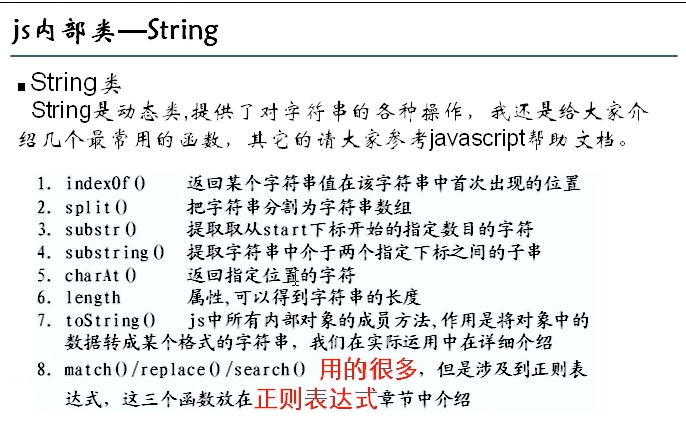 js内部类—String
■String类
String是动态类,提供了对字符串的各种操作，我还是给大家介
绍几个最常用的函数，其它的请大家参考javascript帮助文档。
1. indexOf() 返回某个字符串值在该字符串中首次出现的位置
2. split() 把字符串分割为字符串数组
3. substr() 提取取从start下标开始的指定数目的字符
4. substring() 提取字符串中介于两个指定下标之间的子串
5. charAt() 返回指定位置的字符
6. length 属性,可以得到字符串的长度
7. toString() js中所有内部对象的成员方法,作用是将对象中的
数据转成某个格式的字符串，我们在实际运用中在详细介绍
8. match()/replace()/search() 用的很多，但是涉及到正则表
达式，这三个函数放在正则表达式章节中介绍